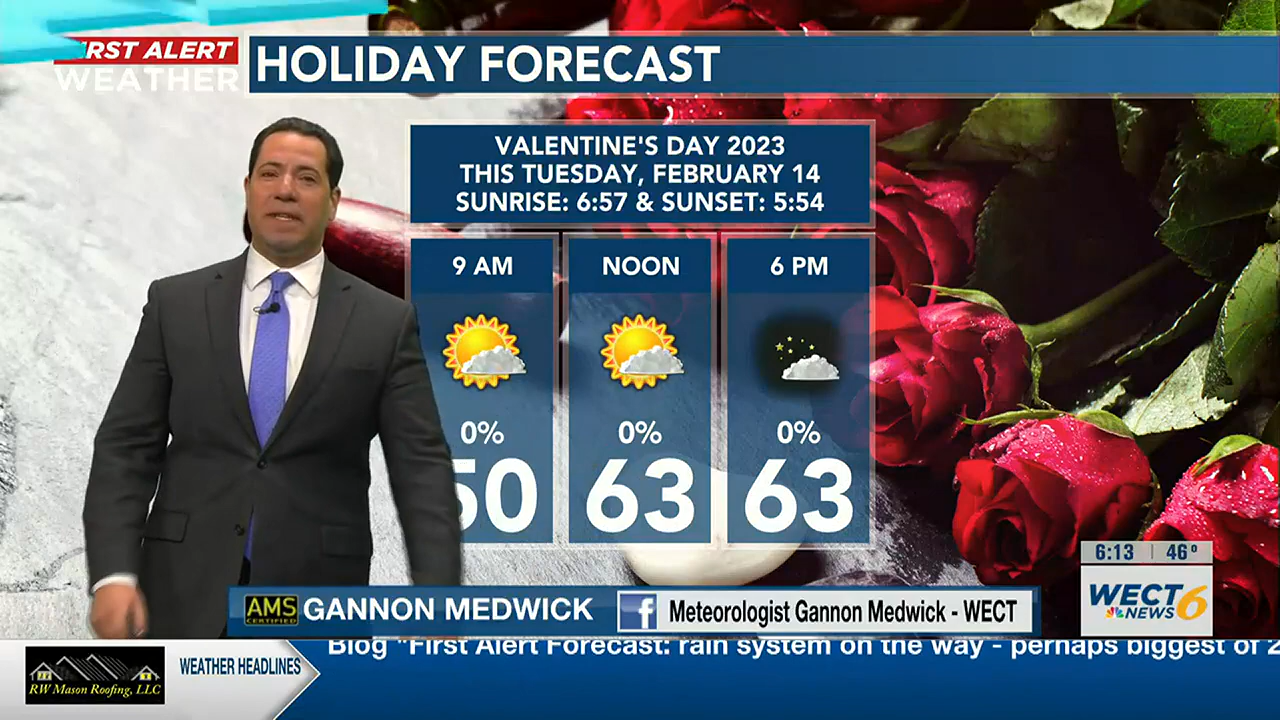 FIRST ALERT
WEATHER
HOLIDAY FORECAST
VALENTINE'S DAY 2023
THIS TUESDAY, FEBRUARY 14
SUNRISE: 6:57 & SUNSET: 5:54
9 AM
NOON
6 PM
0%
0%
0%
50
63
63
6:13 46°
WECT 6
NEWS
AMS
CERTIFIED
GANNON MEDWICK
f Meteorologist Gannon Medwick - WECT
RW Mason Roofing, LLC
WEATHER HEADLINES
Blog "First Alert Forecast: rain system on the way - perhaps biggest of 2